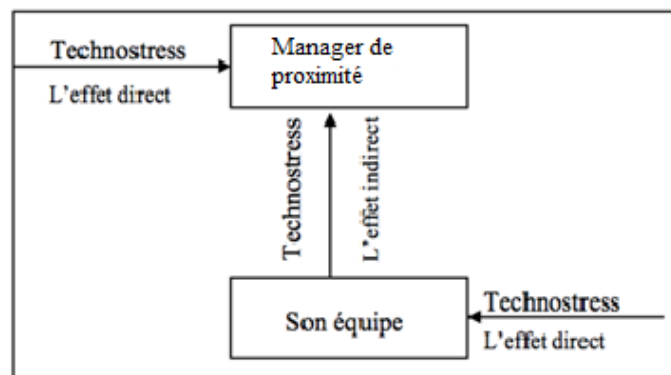 Technostress
L'effet direct
Manager de
proximité
Technostress
L'effet indirect
Son équipe
Technostress
L'effet direct